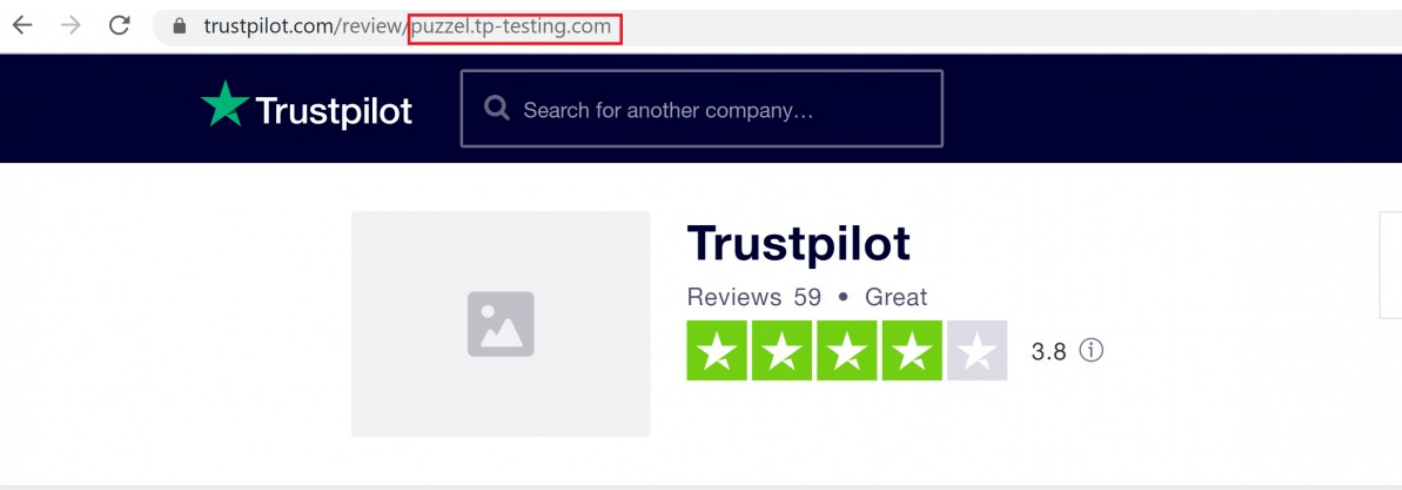 trustpilot.com/review/puzzel.tp-testing.com
Trustpilot
Search for another company...
Trustpilot
Reviews 59 • Great
3.8